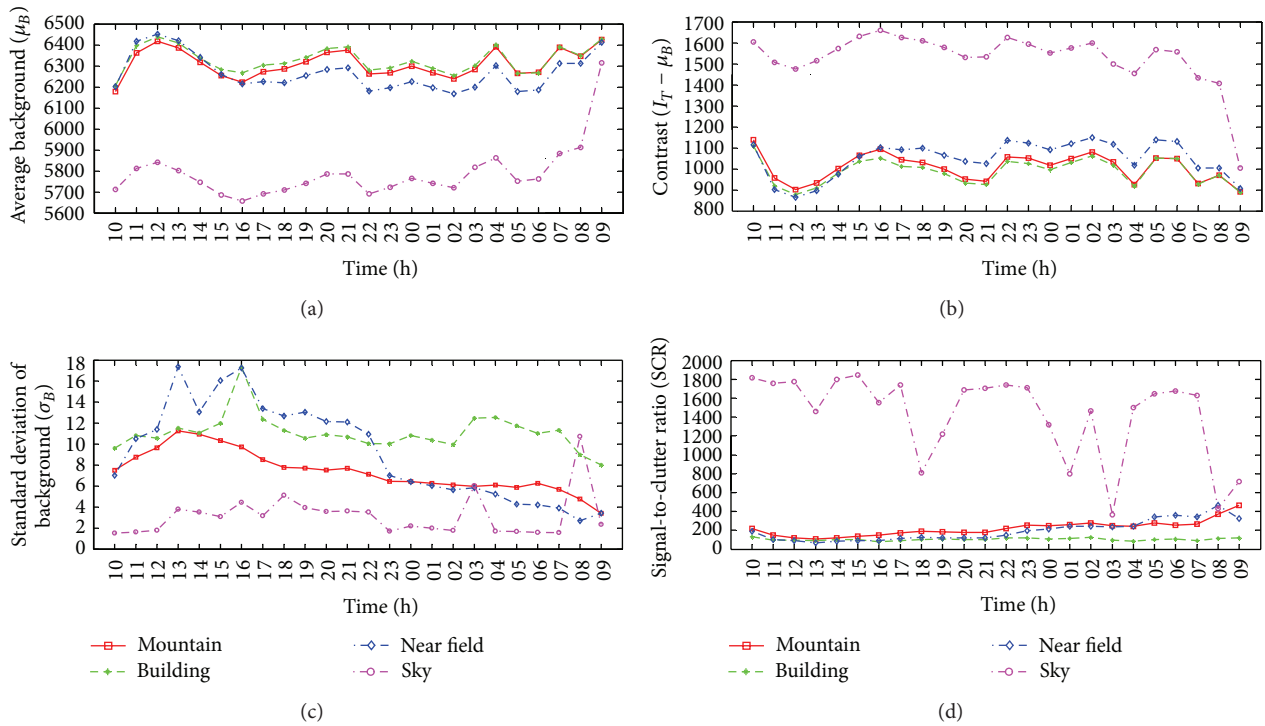 (a)
Average background (μB)
6500
6400
6300
6200
6100
6000
5900
5800
5700
5600
10 11 12 13 14 15 16 17 18 19 20 21 22 23 00 01 02 03 04 05 06 07 08 09
Time (h)
(a)
(b)
Contrast (IT − μB)
1700
1600
1500
1400
1300
1200
1100
1000
900
800
10 11 12 13 14 15 16 17 18 19 20 21 22 23 00 01 02 03 04 05 06 07 08 09
Time (h)
(b)
Standard deviation of
background (σB)
18
16
14
12
10
8
6
4
2
0
10 11 12 13 14 15 16 17 18 19 20 21 22 23 00 01 02 03 04 05 06 07 08 09
Time (h)
Mountain
Building
Near field
Sky
(c)
Signal-to-clutter ratio (SCR)
2000
1800
1600
1400
1200
1000
800
600
400
200
0
10 11 12 13 14 15 16 17 18 19 20 21 22 23 00 01 02 03 04 05 06 07 08 09
Time (h)
Mountain
Building
Near field
Sky
(d)